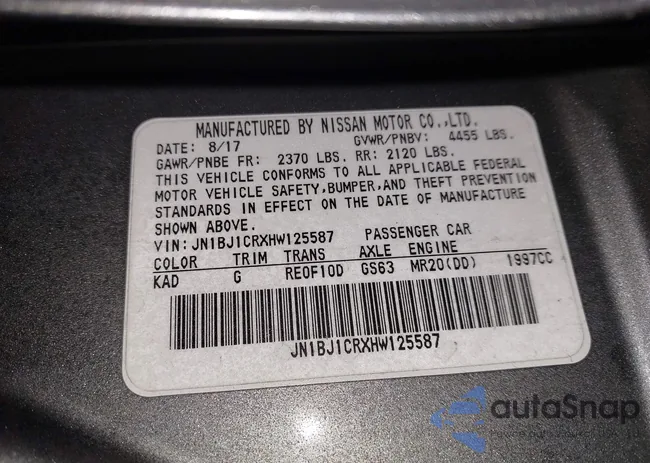 MANUFACTURED BY NISSAN MOTOR CO.,LTD.
DATE: 8/17 GVWR/PNBV: 4455 LBS.
GAWR/PNBE FR: 2370 LBS. RR: 2120 LBS.
THIS VEHICLE CONFORMS TO ALL APPLICABLE FEDERAL
MOTOR VEHICLE SAFETY,BUMPER,AND THEFT PREVENTION
STANDARDS IN EFFECT ON THE DATE OF MANUFACTURE
SHOWN ABOVE.
VIN: JN1BJ1CRXHW125587 PASSENGER CAR
COLOR TRIM TRANS AXLE ENGINE
KAD G RE0F10D GS63 MR20(DD) 1997CC
JN1BJ1CRXHW125587
autoSnap